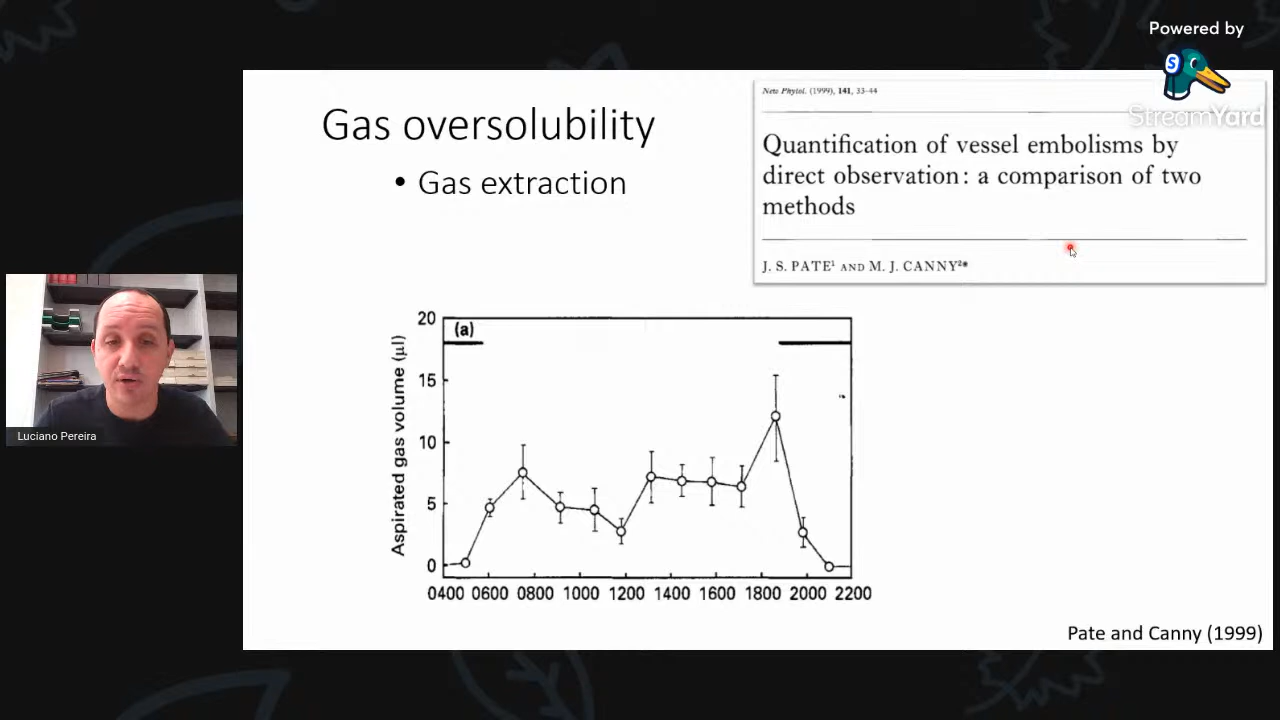 Powered by
S
StreamYard
Gas oversolubility
• Gas extraction
New Phytol. (1999), 141, 33–44
Quantification of vessel embolisms by
direct observation: a comparison of two
methods
J. S. PATE¹ AND M. J. CANNY²*
Luciano Pereira
(a)
Aspirated gas volume (µl)
20
15
10
5
0
0400 0600 0800 1000 1200 1400 1600 1800 2000 2200
Pate and Canny (1999)